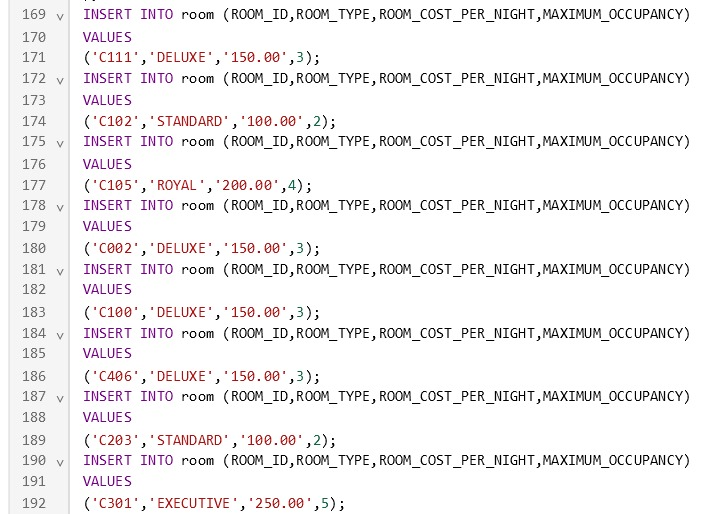 169 INSERT INTO room (ROOM_ID,ROOM_TYPE,ROOM_COST_PER_NIGHT,MAXIMUM_OCCUPANCY)
170 VALUES
171 ('C111','DELUXE','150.00',3);
172 INSERT INTO room (ROOM_ID,ROOM_TYPE,ROOM_COST_PER_NIGHT,MAXIMUM_OCCUPANCY)
173 VALUES
174 ('C102','STANDARD','100.00',2);
175 INSERT INTO room (ROOM_ID,ROOM_TYPE,ROOM_COST_PER_NIGHT,MAXIMUM_OCCUPANCY)
176 VALUES
177 ('C105','ROYAL','200.00',4);
178 INSERT INTO room (ROOM_ID,ROOM_TYPE,ROOM_COST_PER_NIGHT,MAXIMUM_OCCUPANCY)
179 VALUES
180 ('C002','DELUXE','150.00',3);
181 INSERT INTO room (ROOM_ID,ROOM_TYPE,ROOM_COST_PER_NIGHT,MAXIMUM_OCCUPANCY)
182 VALUES
183 ('C100','DELUXE','150.00',3);
184 INSERT INTO room (ROOM_ID,ROOM_TYPE,ROOM_COST_PER_NIGHT,MAXIMUM_OCCUPANCY)
185 VALUES
186 ('C406','DELUXE','150.00',3);
187 INSERT INTO room (ROOM_ID,ROOM_TYPE,ROOM_COST_PER_NIGHT,MAXIMUM_OCCUPANCY)
188 VALUES
189 ('C203','STANDARD','100.00',2);
190 INSERT INTO room (ROOM_ID,ROOM_TYPE,ROOM_COST_PER_NIGHT,MAXIMUM_OCCUPANCY)
191 VALUES
192 ('C301','EXECUTIVE','250.00',5);